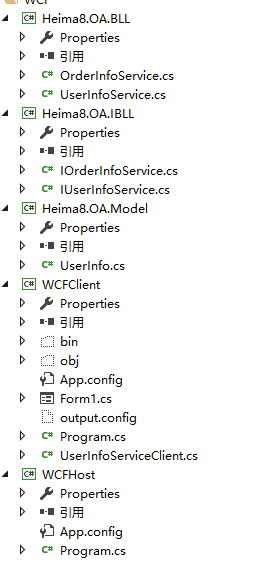 WCF
C# Heima8.OA.BLL
Properties
引用
C# OrderInfoService.cs
C# UserInfoService.cs
C# Heima8.OA.IBLL
Properties
引用
C# IOrderInfoService.cs
C# IUserInfoService.cs
C# Heima8.OA.Model
Properties
引用
C# UserInfo.cs
C# WCFClient
Properties
引用
bin
obj
App.config
Form1.cs
output.config
C# Program.cs
C# UserInfoServiceClient.cs
C# WCFHost
Properties
引用
App.config
C# Program.cs